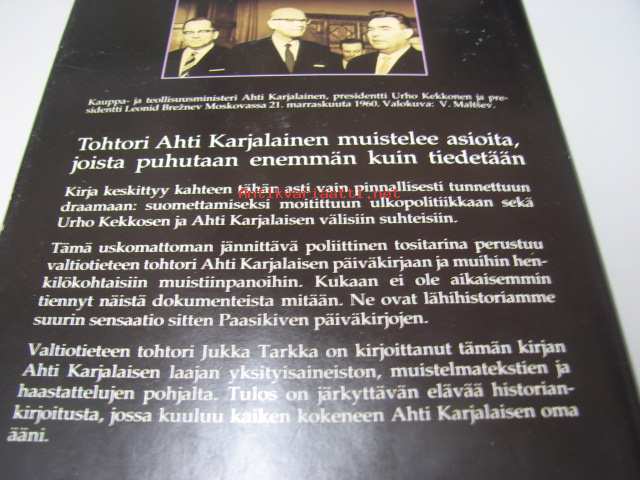 Kauppa- ja teollisuusministeri Ahti Karjalainen, presidentti Urho Kekkonen ja pre-
sidentti Leonid Brežnev Moskovassa 21. marraskuuta 1960. Valokuva: V. Maltšev.
Tohtori Ahti Karjalainen muistelee asioita,
joista puhutaan enemmän kuin tiedetään
Kirja keskittyy kahteen tähän asti vain pinnallisesti tunnettuun
draamaan: suomettamiseksi moitittuun ulkopolitiikkaan sekä
Urho Kekkosen ja Ahti Karjalaisen välisiin suhteisiin.
Tämä uskomattoman jännittävä poliittinen tositarina perustuu
valtiotieteen tohtori Ahti Karjalaisen päiväkirjaan ja muihin hen-
kilökohtaisiin muistiinpanoihin. Kukaan ei ole aikaisemmin
tiennyt näistä dokumenteista mitään. Ne ovat lähihistoriamme
suurin sensaatio sitten Paasikiven päiväkirjojen.
Valtiotieteen tohtori Jukka Tarkka on kirjoittanut tämän kirjan
Ahti Karjalaisen laajan yksityisaineiston, muistelmatekstien ja
haastattelujen pohjalta. Tulos on järkyttävän elävää historian-
kirjoitusta, jossa kuuluu kaiken kokeneen Ahti Karjalaisen oma
ääni.
Antikvariaatti.net